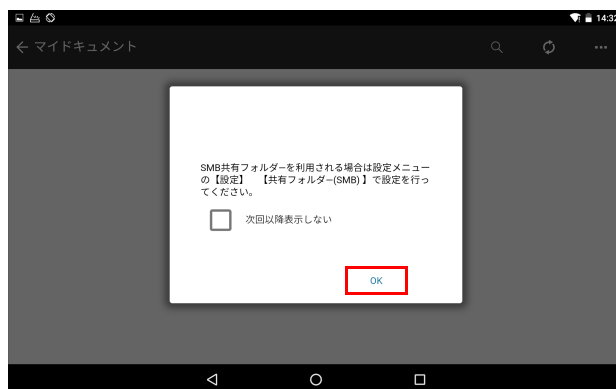 14:32
マイドキュメント
SMB共有フォルダーを利用される場合は設定メニュー
の【設定】　【共有フォルダー(SMB)】で設定を行っ
てください。
次回以降表示しない
OK